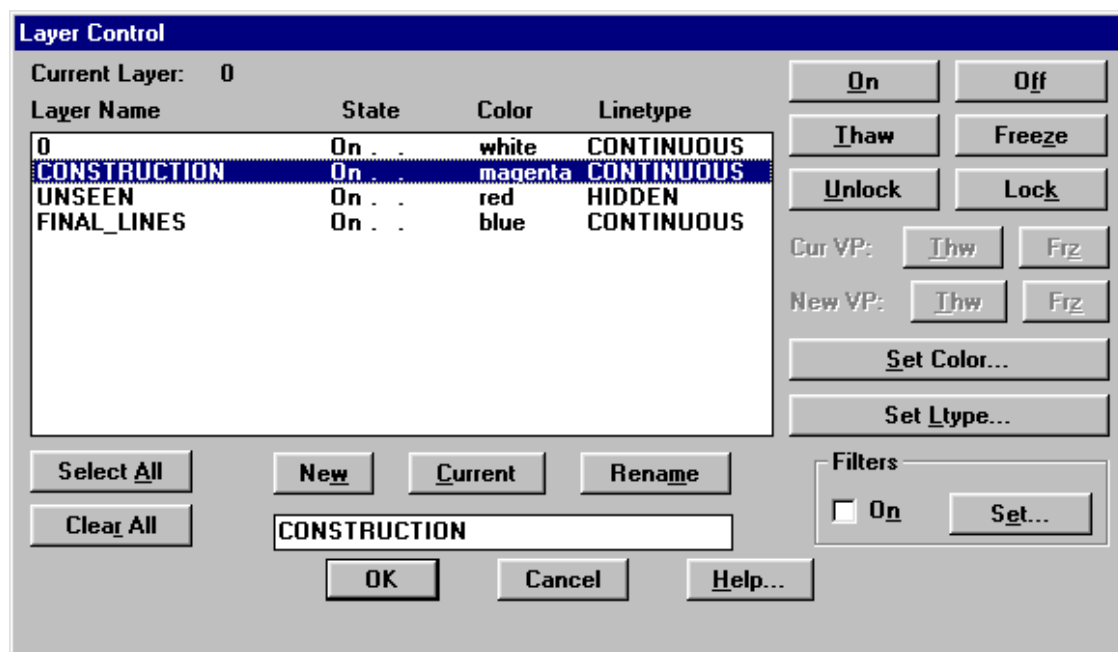 Layer Control
Current Layer: 0
Layer Name State Color Linetype
0 On . . white CONTINUOUS
CONSTRUCTION On . . magenta CONTINUOUS
UNSEEN On . . red HIDDEN
FINAL_LINES On . . blue CONTINUOUS
On Off
Thaw Freeze
Unlock Lock
Cur VP: Thw Frz
New VP: Thw Frz
Set Color...
Set Ltype...
Select All New Current Rename
Clear All CONSTRUCTION
Filters
On Set...
OK Cancel Help...